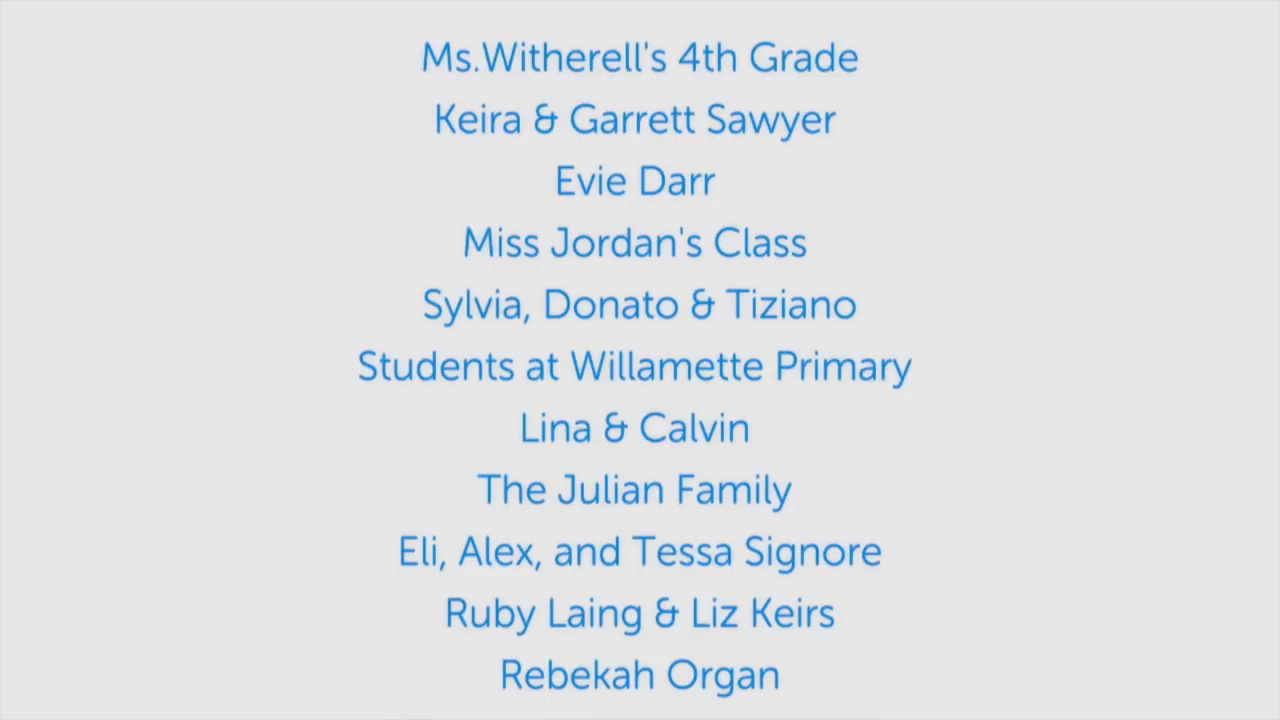 Ms.Witherell's 4th Grade
Keira & Garrett Sawyer
Evie Darr
Miss Jordan's Class
Sylvia, Donato & Tiziano
Students at Willamette Primary
Lina & Calvin
The Julian Family
Eli, Alex, and Tessa Signore
Ruby Laing & Liz Keirs
Rebekah Organ